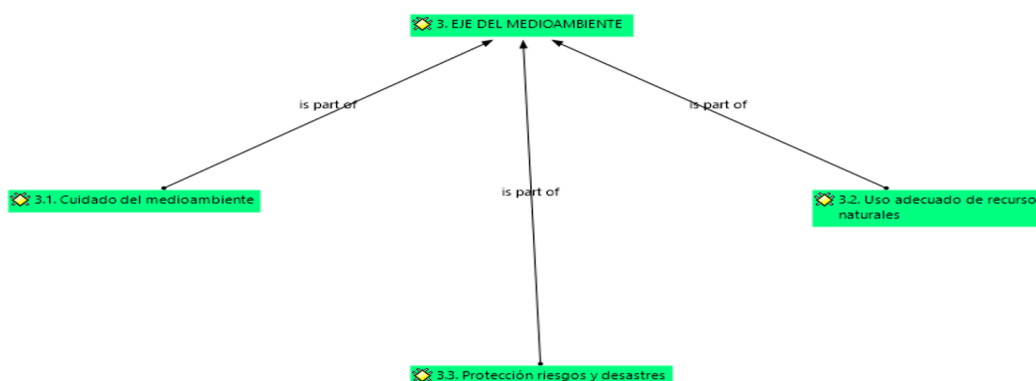 3. EJE DEL MEDIOAMBIENTE
is part of
is part of
is part of
3.1. Cuidado del medioambiente
3.2. Uso adecuado de recurso
naturales
3.3. Protección riesgos y desastres